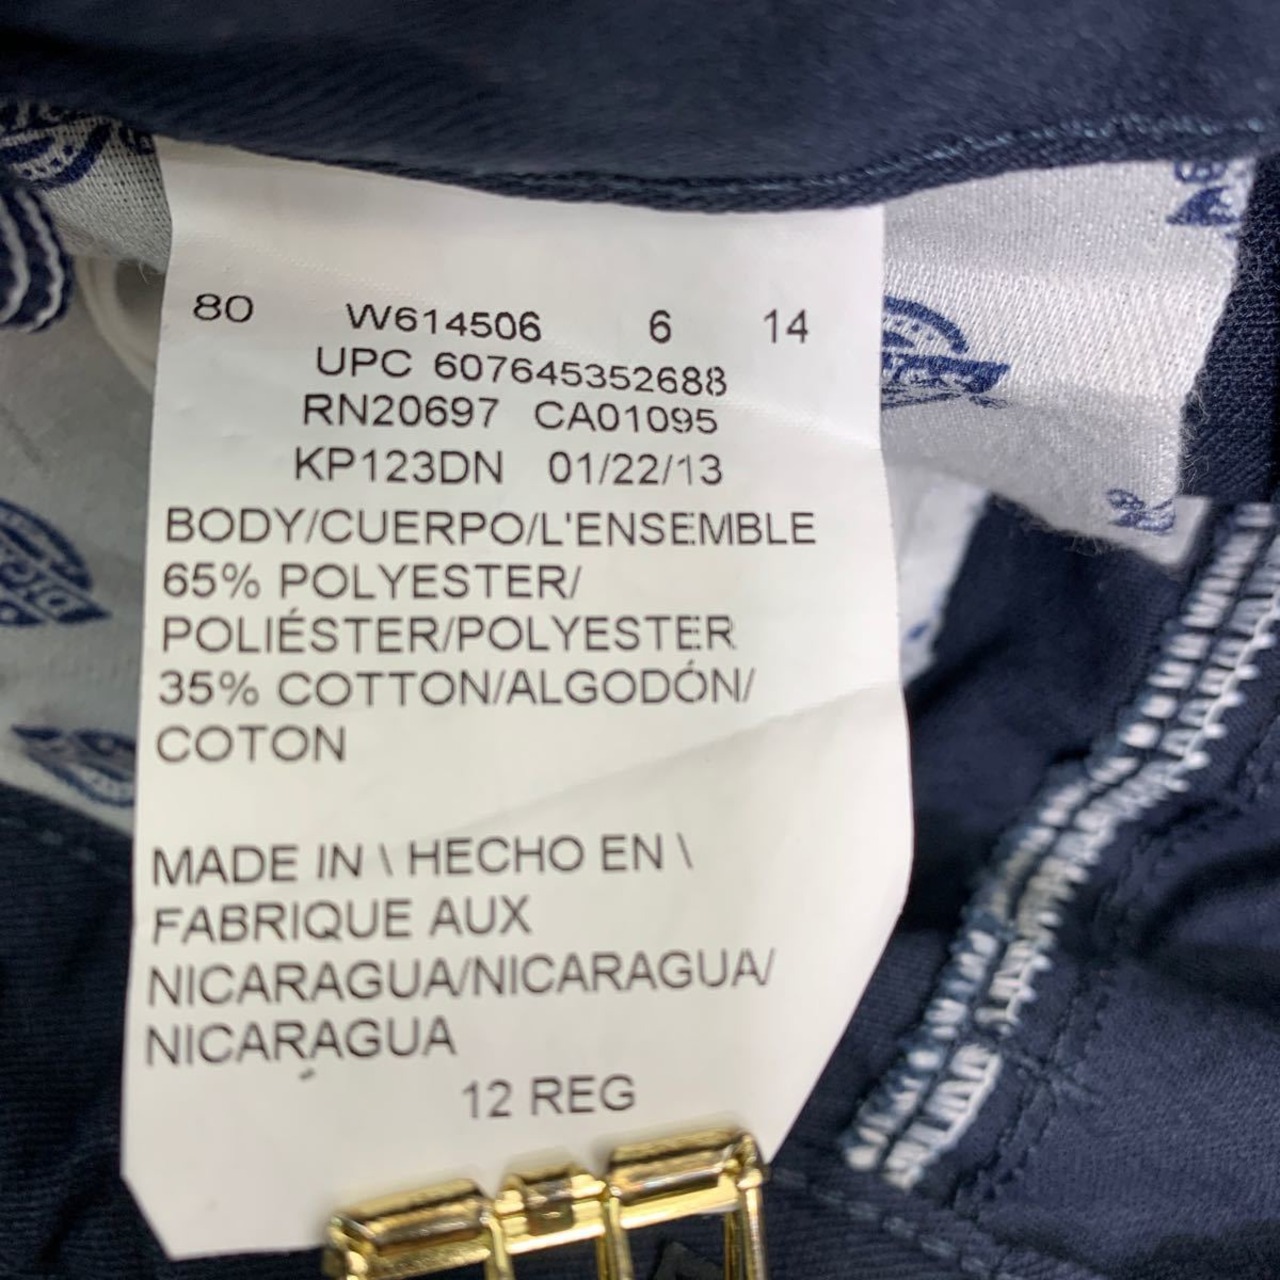 80 W614506 6 14
UPC 607645352688
RN20697 CA01095
KP123DN 01/22/13
BODY/CUERPO/L'ENSEMBLE
65% POLYESTER/
POLIÉSTER/POLYESTER
35% COTTON/ALGODÓN/
COTON
MADE IN \ HECHO EN \
FABRIQUE AUX
NICARAGUA/NICARAGUA/
NICARAGUA
12 REG